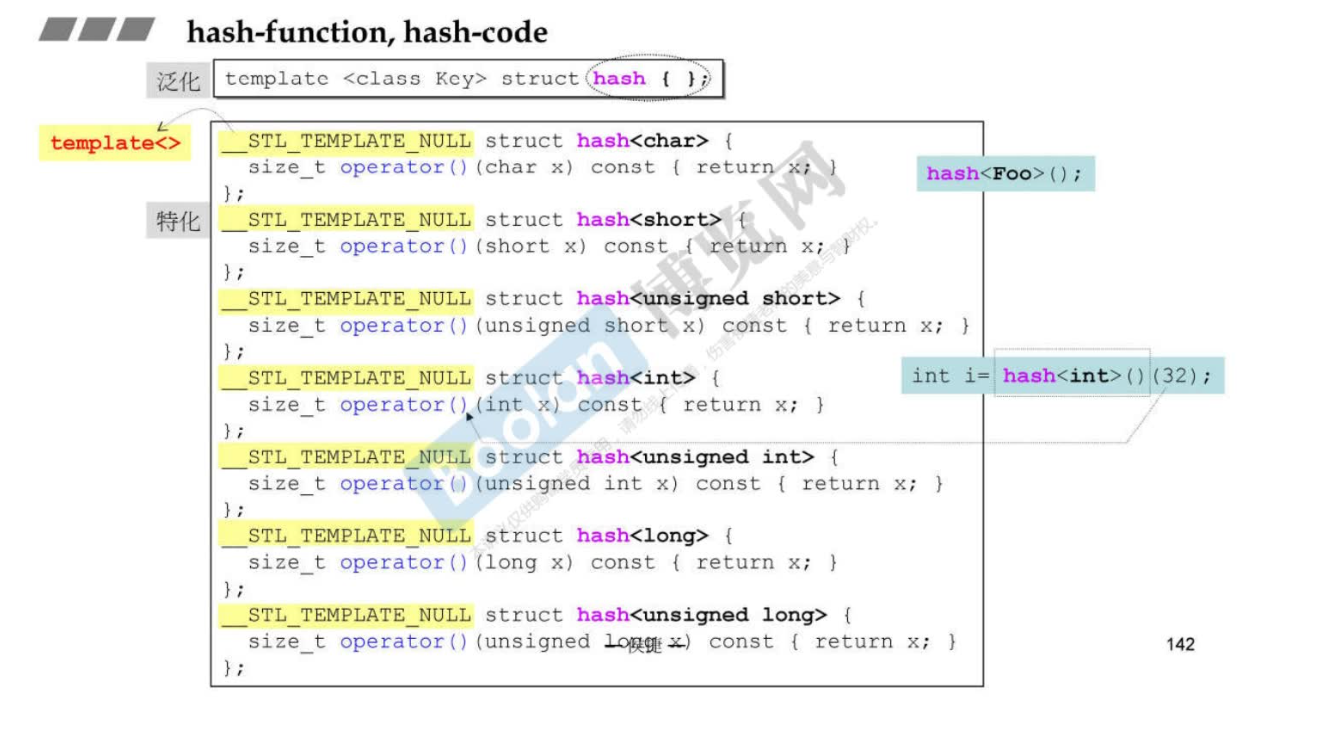 hash-function, hash-code
泛化 template <class Key> struct hash { };
template<>
__STL_TEMPLATE_NULL struct hash<char> {
size_t operator()(char x) const { return x; }
};
hash<Foo>();
特化
__STL_TEMPLATE_NULL struct hash<short> {
size_t operator()(short x) const { return x; }
};
__STL_TEMPLATE_NULL struct hash<unsigned short> {
size_t operator()(unsigned short x) const { return x; }
};
__STL_TEMPLATE_NULL struct hash<int> {
size_t operator()(int x) const { return x; }
};
int i= hash<int>()(32);
__STL_TEMPLATE_NULL struct hash<unsigned int> {
size_t operator()(unsigned int x) const { return x; }
};
__STL_TEMPLATE_NULL struct hash<long> {
size_t operator()(long x) const { return x; }
};
__STL_TEMPLATE_NULL struct hash<unsigned long> {
size_t operator()(unsigned long x) const { return x; }
};
— 侯捷 —
142
Boolan 博览网